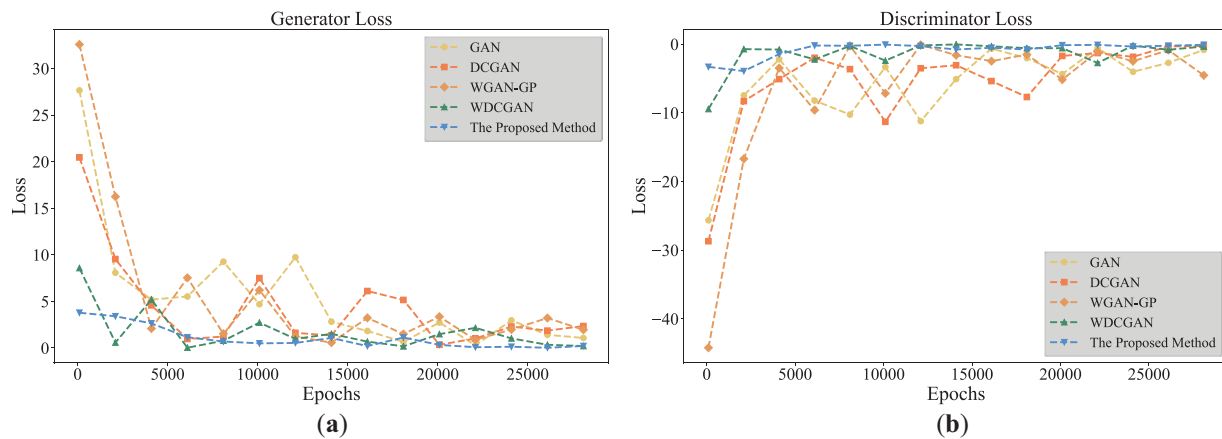 Generator Loss
30
25
20
15
10
5
0
Loss
GAN
DCGAN
WGAN-GP
WDCGAN
The Proposed Method
0 5000 10000 15000 20000 25000
Epochs
(a)
Discriminator Loss
0
−10
−20
−30
−40
Loss
GAN
DCGAN
WGAN-GP
WDCGAN
The Proposed Method
0 5000 10000 15000 20000 25000
Epochs
(b)